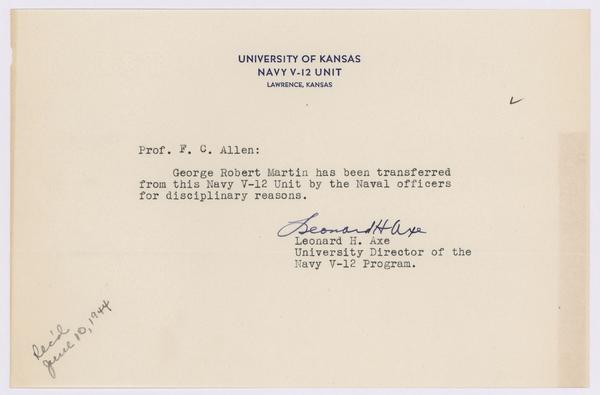 UNIVERSITY OF KANSAS
NAVY V-12 UNIT
LAWRENCE, KANSAS
Prof. F. C. Allen:
George Robert Martin has been transferred
from this Navy V-12 Unit by the Naval officers
for disciplinary reasons.
Leonard H Axe
Leonard H. Axe
University Director of the
Navy V-12 Program.
Rec'd
June 10, 1944